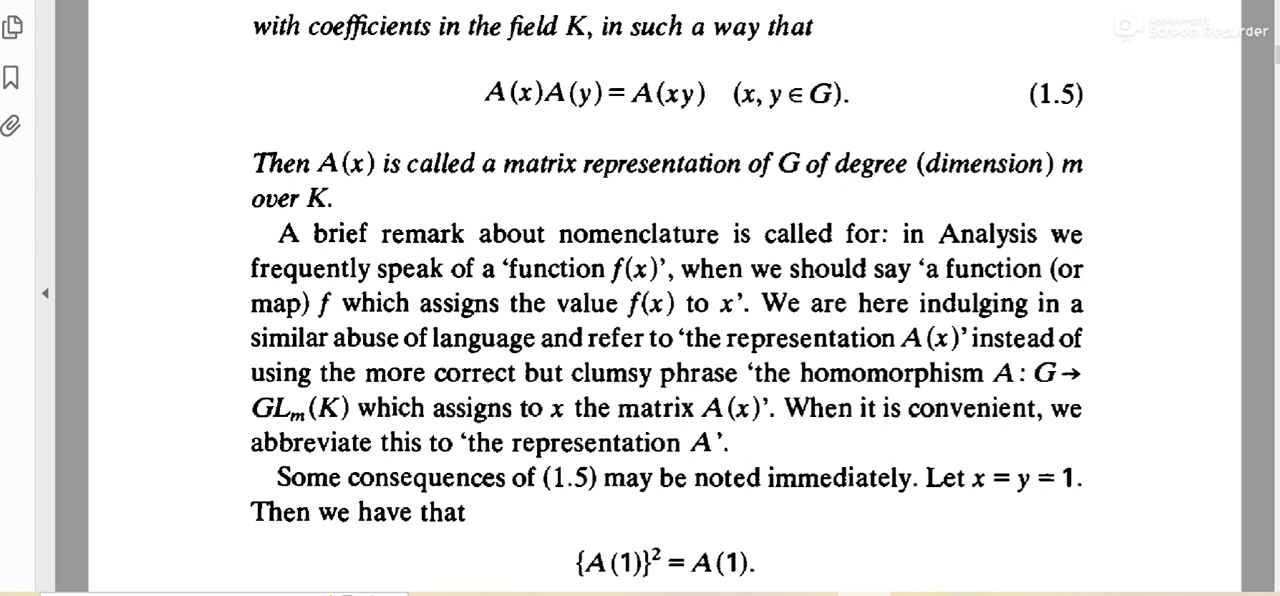 with coefficients in the field K, in such a way that
Apowersoft
Screen Recorder
A(x)A(y) = A(xy) (x, y ∈ G). (1.5)
Then A(x) is called a matrix representation of G of degree (dimension) m
over K.
A brief remark about nomenclature is called for: in Analysis we
frequently speak of a ‘function f(x)’, when we should say ‘a function (or
map) f which assigns the value f(x) to x’. We are here indulging in a
similar abuse of language and refer to ‘the representation A(x)’ instead of
using the more correct but clumsy phrase ‘the homomorphism A: G→
GLₘ(K) which assigns to x the matrix A(x)’. When it is convenient, we
abbreviate this to ‘the representation A’.
Some consequences of (1.5) may be noted immediately. Let x = y = 1.
Then we have that
{A(1)}² = A(1).